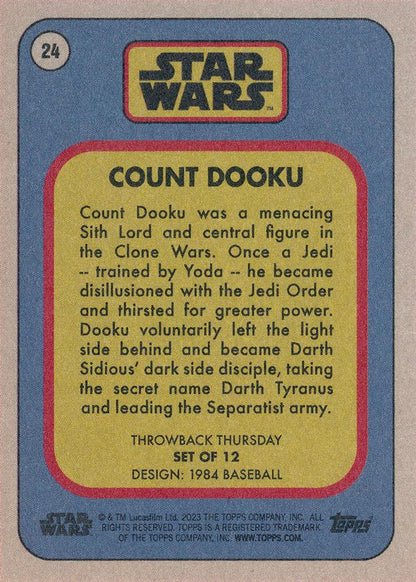 24
STAR
WARS™
COUNT DOOKU
Count Dooku was a menacing
Sith Lord and central figure in
the Clone Wars. Once a Jedi
-- trained by Yoda -- he became
disillusioned with the Jedi Order
and thirsted for greater power.
Dooku voluntarily left the light
side behind and became Darth
Sidious' dark side disciple, taking
the secret name Darth Tyranus
and leading the Separatist army.
THROWBACK THURSDAY
SET OF 12
DESIGN: 1984 BASEBALL
STAR
WARS
© & TM Lucasfilm Ltd. 2023 THE TOPPS COMPANY, INC. ALL
RIGHTS RESERVED. TOPPS IS A REGISTERED TRADEMARK
OF THE TOPPS COMPANY, INC. WWW.TOPPS.COM.
topps